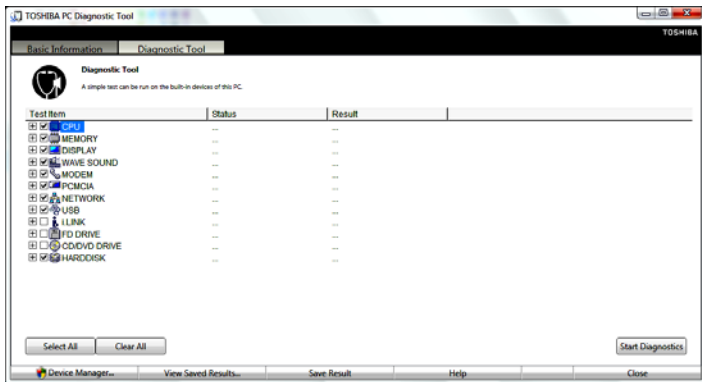 TOSHIBA PC Diagnostic Tool
TOSHIBA
Basic Information Diagnostic Tool
Diagnostic Tool
A simple test can be run on the built-in devices of this PC.
Test Item Status Result
CPU ... ...
MEMORY ... ...
DISPLAY ... ...
WAVE SOUND ... ...
MODEM ... ...
PCMCIA ... ...
NETWORK ... ...
USB ... ...
i.LINK ... ...
FD DRIVE ... ...
CD/DVD DRIVE ... ...
HARDDISK ... ...
Select All Clear All Start Diagnostics
Device Manager... View Saved Results... Save Result Help Close